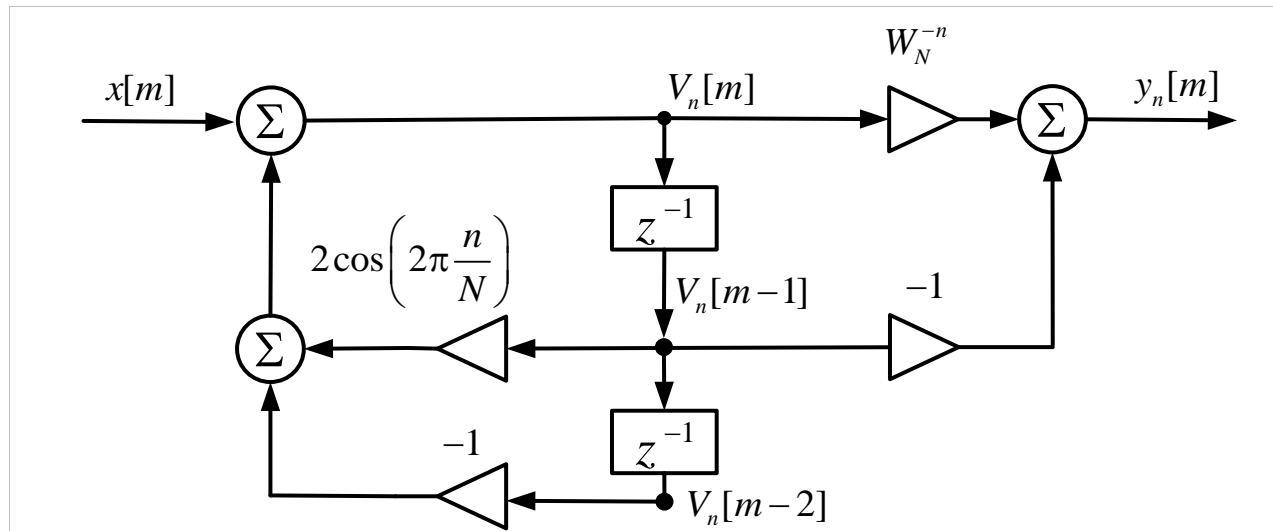 W_N^{-n}
x[m]
Σ
V_n[m]
Σ
y_n[m]
z^{-1}
2cos(2π n/N)
V_n[m−1]
−1
Σ
z^{-1}
−1
V_n[m−2]